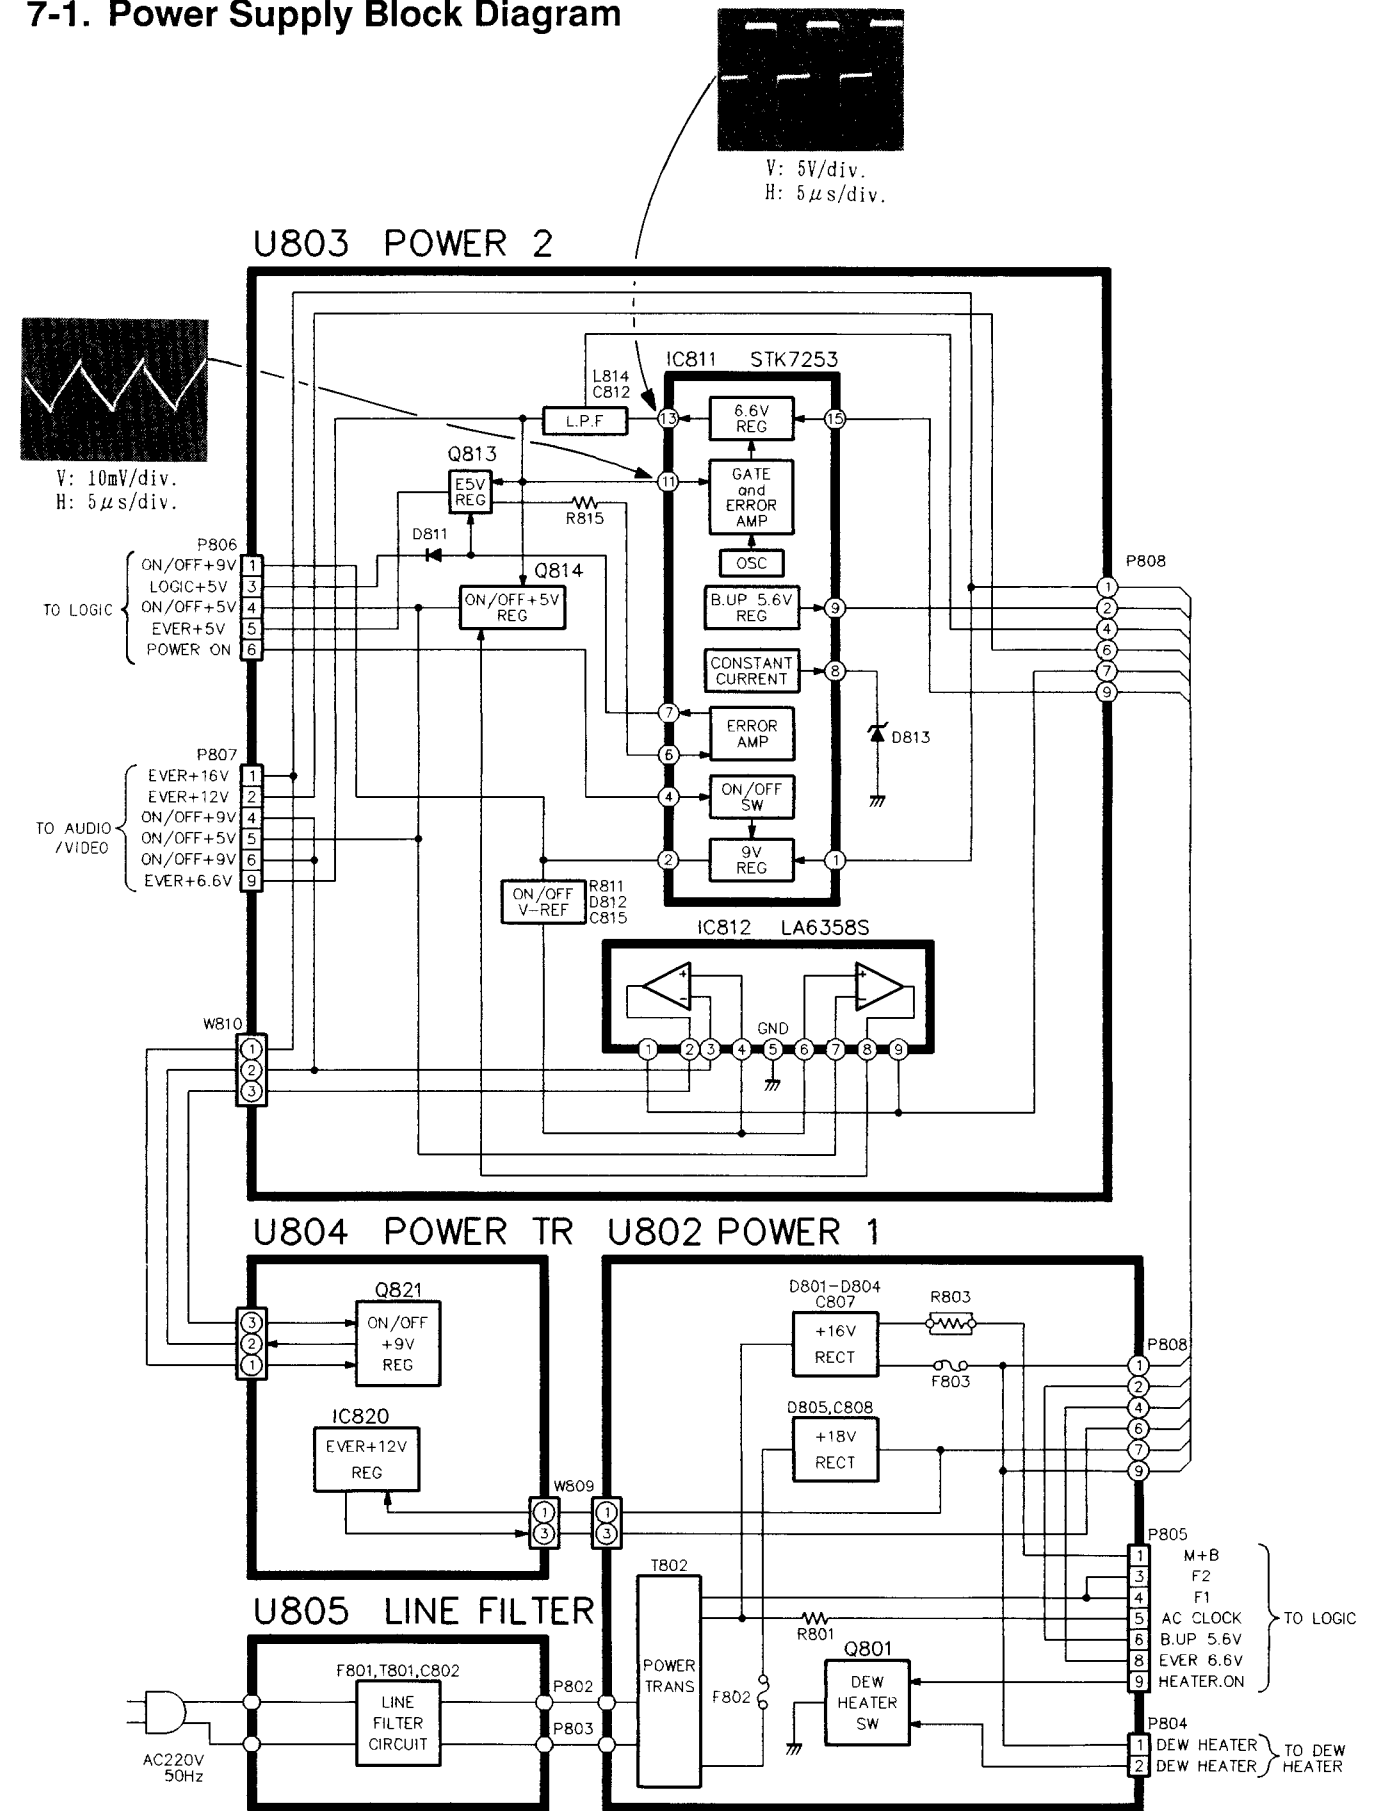 7-1. Power Supply Block Diagram
V: 5V/div.
H: 5μs/div.
U803 POWER 2
V: 10mV/div.
H: 5μs/div.
IC811 STK7253
L814
C812
L.P.F
13
6.6V
REG
15
Q813
E5V
REG
11
GATE
and
ERROR
AMP
R815
D811
OSC
Q814
ON/OFF+5V
REG
B.UP 5.6V
REG
9
CONSTANT
CURRENT
8
D813
7
ERROR
AMP
6
4
ON/OFF
SW
2
9V
REG
1
ON/OFF
V-REF
R811
D812
C815
P806
TO LOGIC
ON/OFF+9V 1
LOGIC+5V 3
ON/OFF+5V 4
EVER+5V 5
POWER ON 6
P807
TO AUDIO
/VIDEO
EVER+16V 1
EVER+12V 2
ON/OFF+9V 4
ON/OFF+5V 5
ON/OFF+9V 6
EVER+6.6V 9
P808
1
2
4
6
7
9
IC812 LA6358S
+
−
+
−
GND
1 2 3 4 5 6 7 8 9
W810
1
2
3
U804 POWER TR
Q821
3
2
1
ON/OFF
+9V
REG
IC820
EVER+12V
REG
W809
1
3
1
3
U802 POWER 1
D801-D804
C807
+16V
RECT
R803
F803
D805,C808
+18V
RECT
P808
1
2
4
6
7
9
T802
POWER
TRANS
R801
F802
Q801
DEW
HEATER
SW
P805
1 M+B
3 F2
4 F1
5 AC CLOCK
6 B.UP 5.6V
8 EVER 6.6V
9 HEATER.ON
TO LOGIC
P804
1 DEW HEATER
2 DEW HEATER
TO DEW
HEATER
U805 LINE FILTER
F801,T801,C802
LINE
FILTER
CIRCUIT
P802
P803
AC220V
50Hz